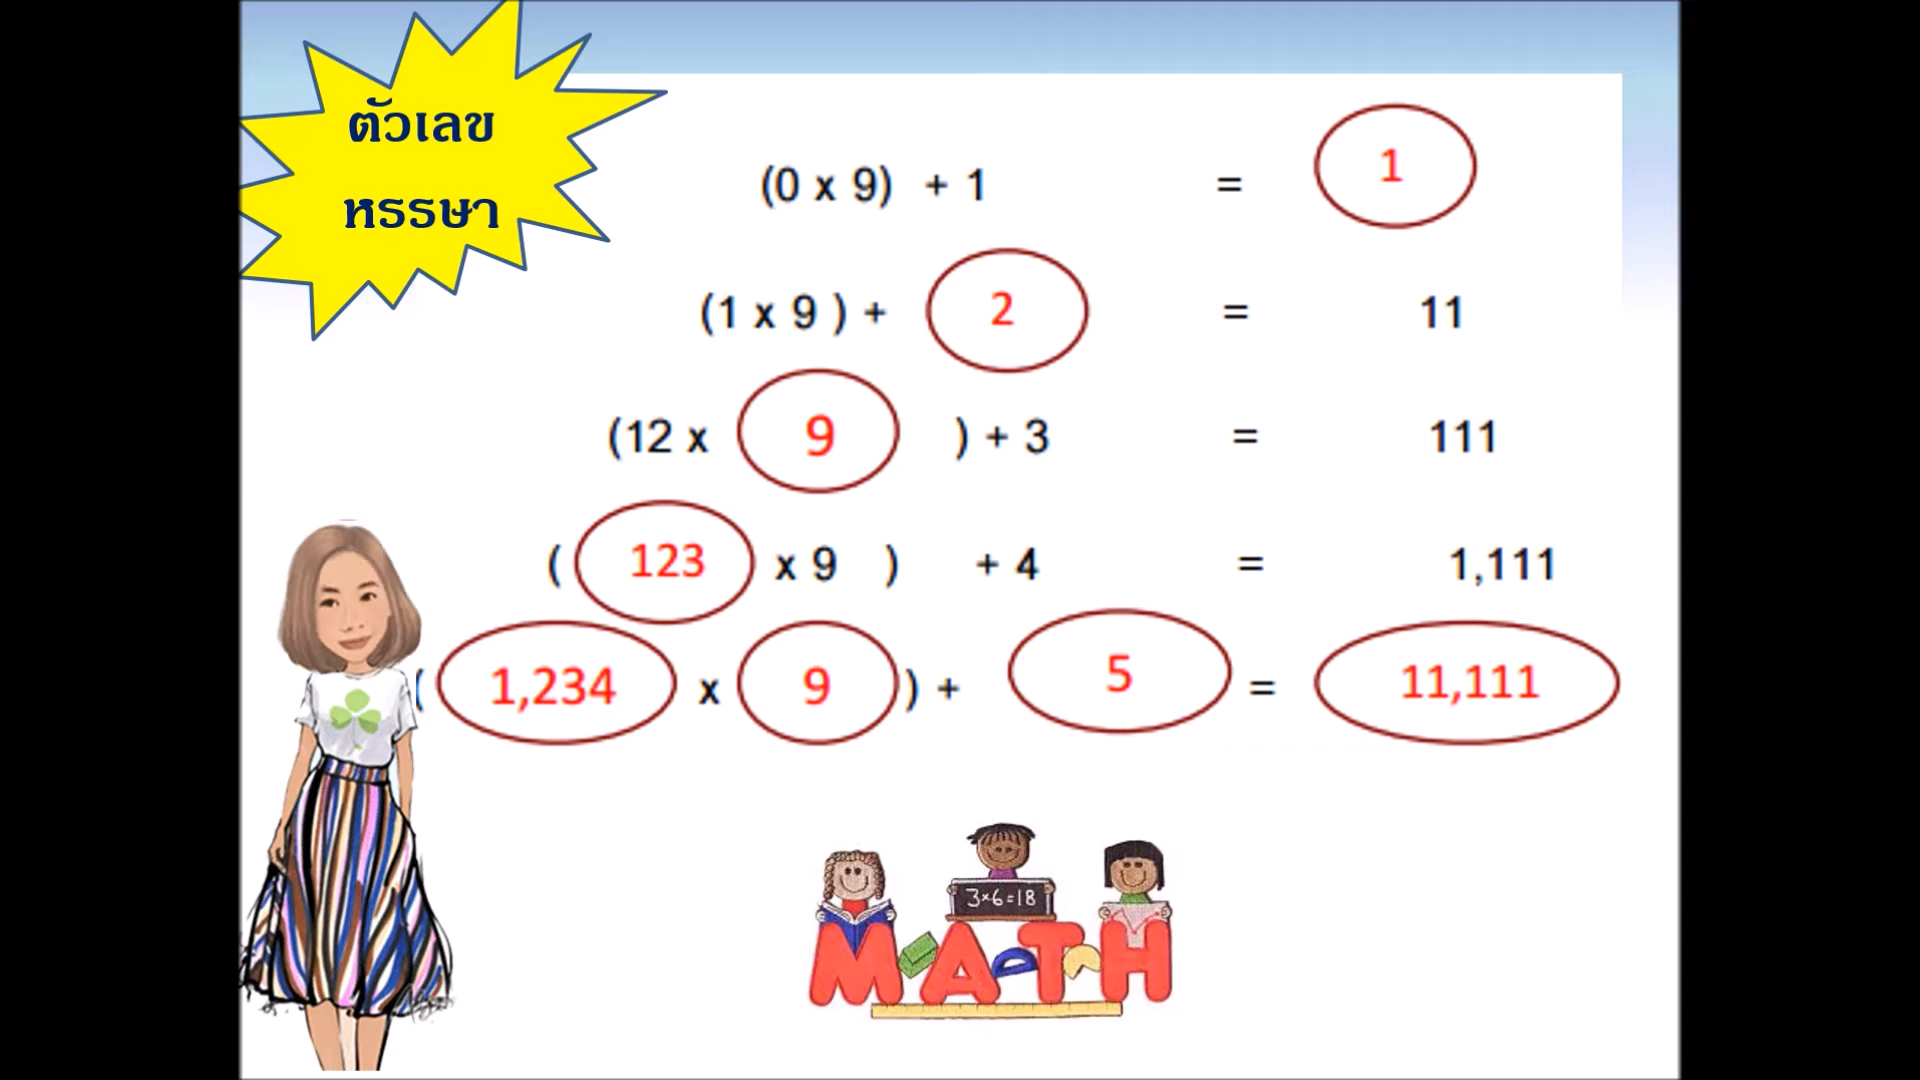 ตัวเลข
หรรษา
(0 x 9) + 1 = 1
(1 x 9 ) + 2 = 11
(12 x 9 ) + 3 = 111
( 123 x 9 ) + 4 = 1,111
( 1,234 x 9 ) + 5 = 11,111
3×6=18
MATH